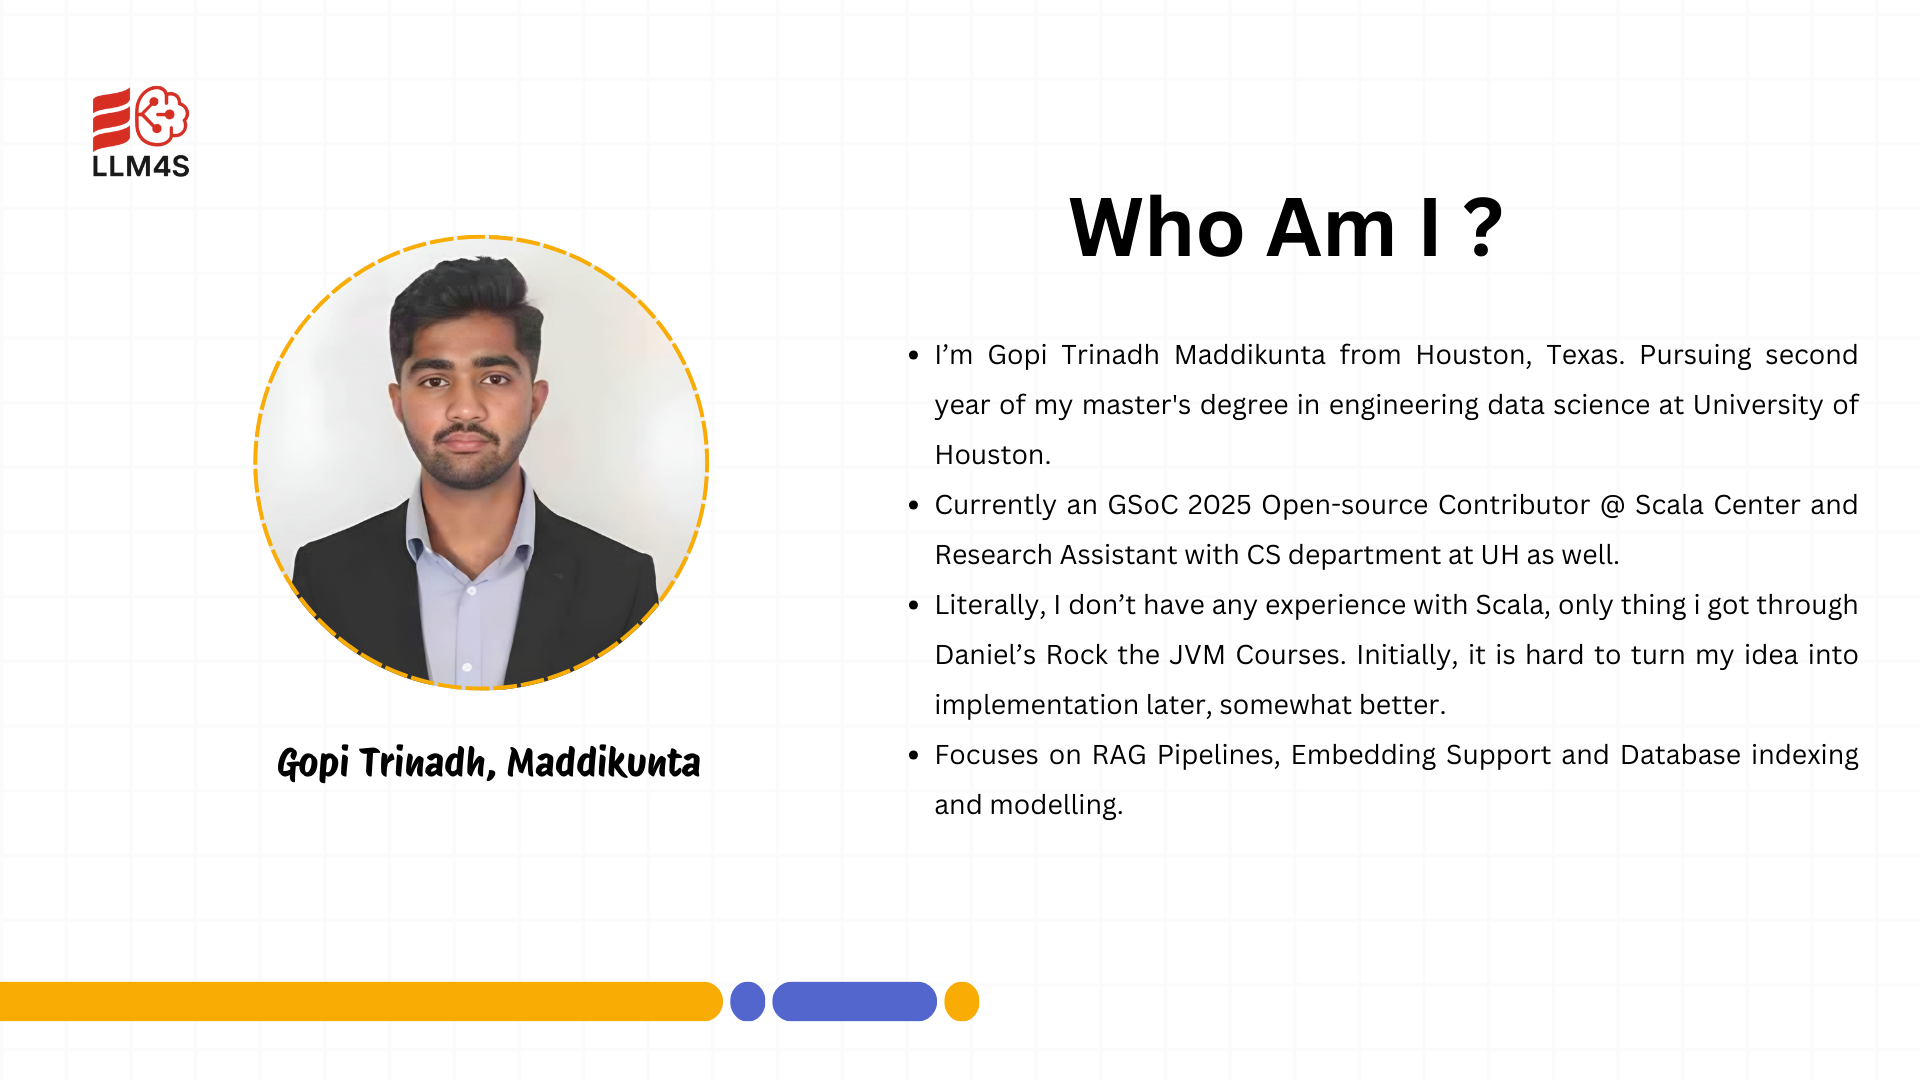 LLM4S
Who Am I ?
I’m Gopi Trinadh Maddikunta from Houston, Texas. Pursuing second
year of my master's degree in engineering data science at University of
Houston.
Currently an GSoC 2025 Open-source Contributor @ Scala Center and
Research Assistant with CS department at UH as well.
Literally, I don’t have any experience with Scala, only thing i got through
Daniel’s Rock the JVM Courses. Initially, it is hard to turn my idea into
implementation later, somewhat better.
Focuses on RAG Pipelines, Embedding Support and Database indexing
and modelling.
Gopi Trinadh, Maddikunta